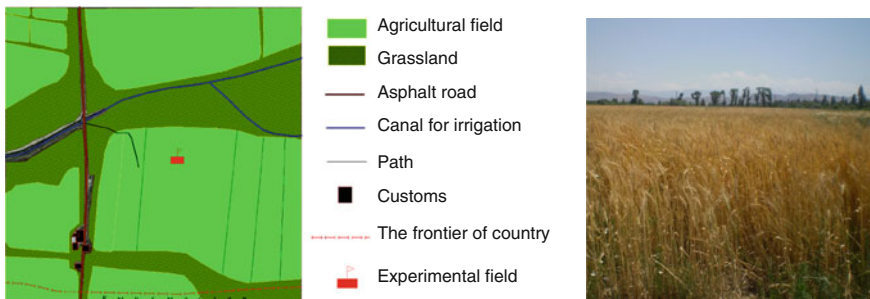 Agricultural field
Grassland
Asphalt road
Canal for irrigation
Path
Customs
The frontier of country
Experimental field